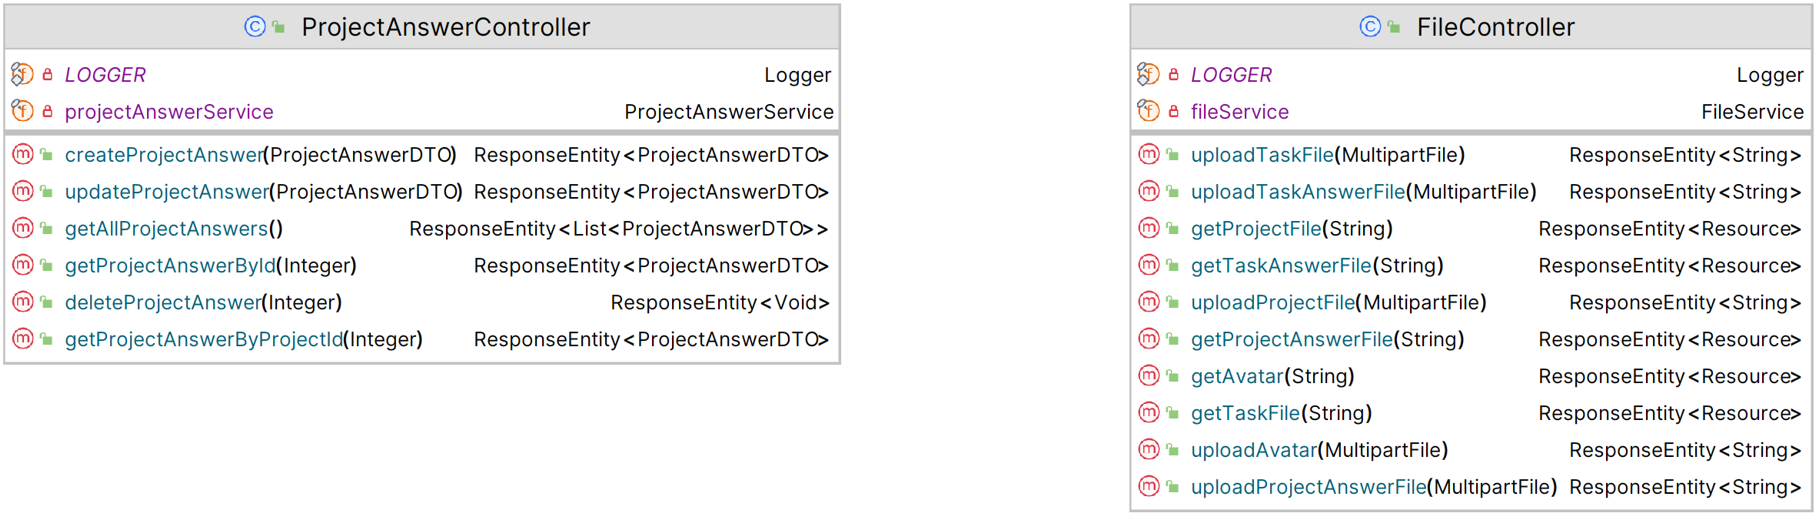 ProjectAnswerController
LOGGER Logger
projectAnswerService ProjectAnswerService
createProjectAnswer(ProjectAnswerDTO) ResponseEntity<ProjectAnswerDTO>
updateProjectAnswer(ProjectAnswerDTO) ResponseEntity<ProjectAnswerDTO>
getAllProjectAnswers() ResponseEntity<List<ProjectAnswerDTO>>
getProjectAnswerById(Integer) ResponseEntity<ProjectAnswerDTO>
deleteProjectAnswer(Integer) ResponseEntity<Void>
getProjectAnswerByProjectId(Integer) ResponseEntity<ProjectAnswerDTO>
FileController
LOGGER Logger
fileService FileService
uploadTaskFile(MultipartFile) ResponseEntity<String>
uploadTaskAnswerFile(MultipartFile) ResponseEntity<String>
getProjectFile(String) ResponseEntity<Resource>
getTaskAnswerFile(String) ResponseEntity<Resource>
uploadProjectFile(MultipartFile) ResponseEntity<String>
getProjectAnswerFile(String) ResponseEntity<Resource>
getAvatar(String) ResponseEntity<Resource>
getTaskFile(String) ResponseEntity<Resource>
uploadAvatar(MultipartFile) ResponseEntity<String>
uploadProjectAnswerFile(MultipartFile) ResponseEntity<String>